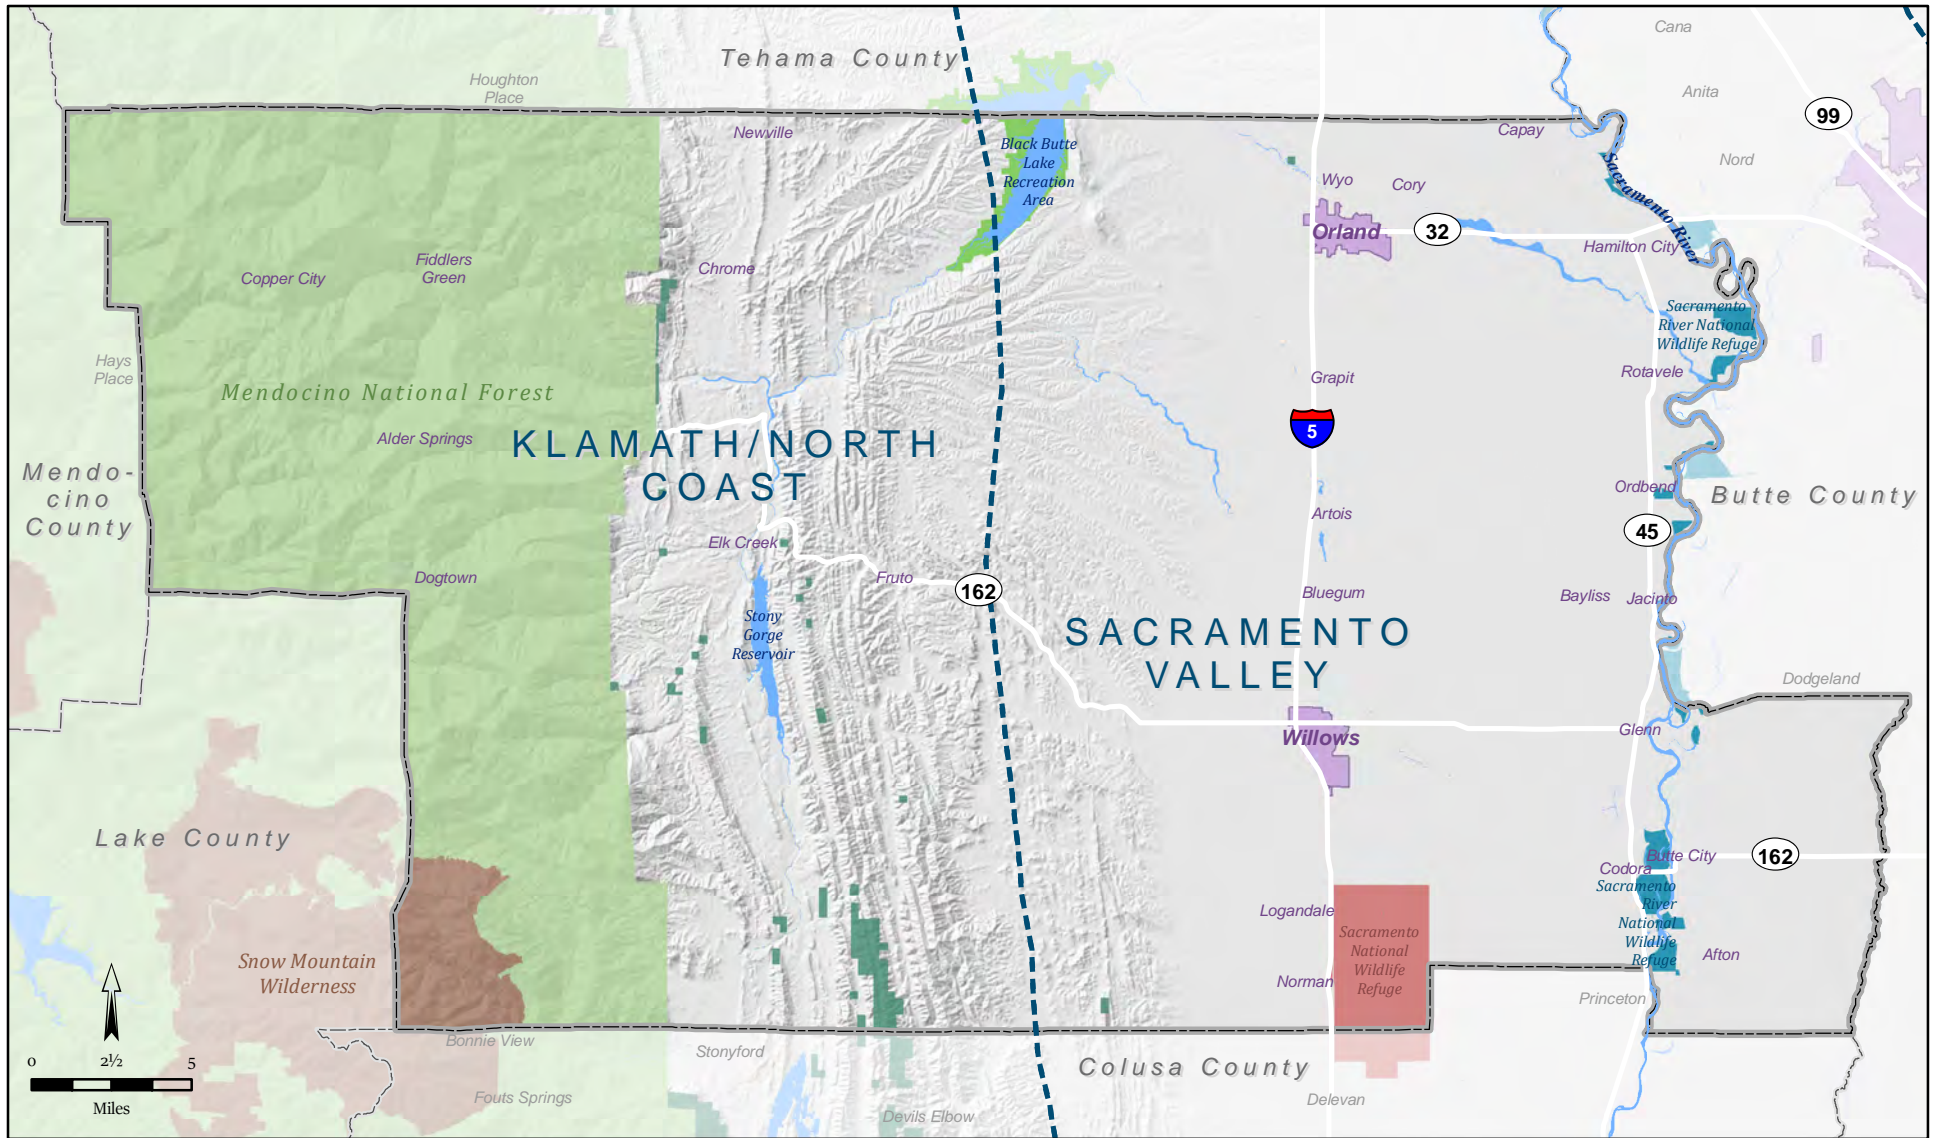 Cana
Tehama County
Houghton
Place
Anita
99
Newville
Capay
Black Butte
Lake
Recreation
Area
Nord
Sacramento River
Wyo
Cory
Orland
32
Hamilton City
Fiddlers
Green
Copper City
Chrome
Sacramento
River National
Wildlife Refuge
Hays
Place
Rotavele
Grapit
Mendocino National Forest
Alder Springs
5
KLAMATH/NORTH
COAST
Mendo-
cino
County
Ordbend
Butte County
Artois
45
Elk Creek
Dogtown
Fruto
162
Bluegum
Bayliss
Jacinto
Stony
Gorge
Reservoir
SACRAMENTO
VALLEY
Dodgeland
Glenn
Willows
Lake County
Butte City
162
Codora
Sacramento
River
National
Wildlife
Refuge
Logandale
Sacramento
National
Wildlife
Refuge
Afton
Snow Mountain
Wilderness
Norman
Princeton
Bonnie View
Stonyford
Colusa County
0 2½ 5
Miles
Fouts Springs
Devils Elbow
Delevan